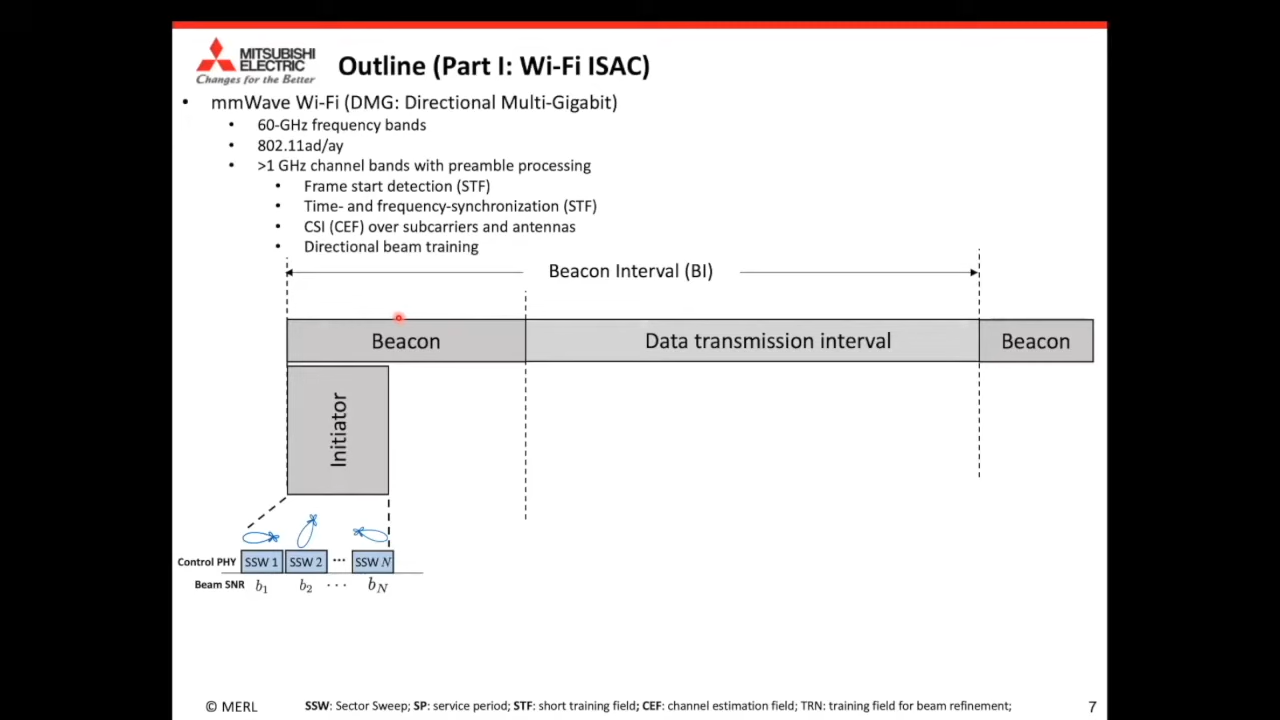 MITSUBISHI
ELECTRIC
Changes for the Better
Outline (Part I: Wi-Fi ISAC)
• mmWave Wi-Fi (DMG: Directional Multi-Gigabit)
• 60-GHz frequency bands
• 802.11ad/ay
• >1 GHz channel bands with preamble processing
• Frame start detection (STF)
• Time- and frequency-synchronization (STF)
• CSI (CEF) over subcarriers and antennas
• Directional beam training
Beacon Interval (BI)
Beacon Data transmission interval Beacon
Initiator
Control PHY SSW 1 SSW 2 ··· SSW N
Beam SNR b₁ b₂ ··· b_N
© MERL SSW: Sector Sweep; SP: service period; STF: short training field; CEF: channel estimation field; TRN: training field for beam refinement; 7